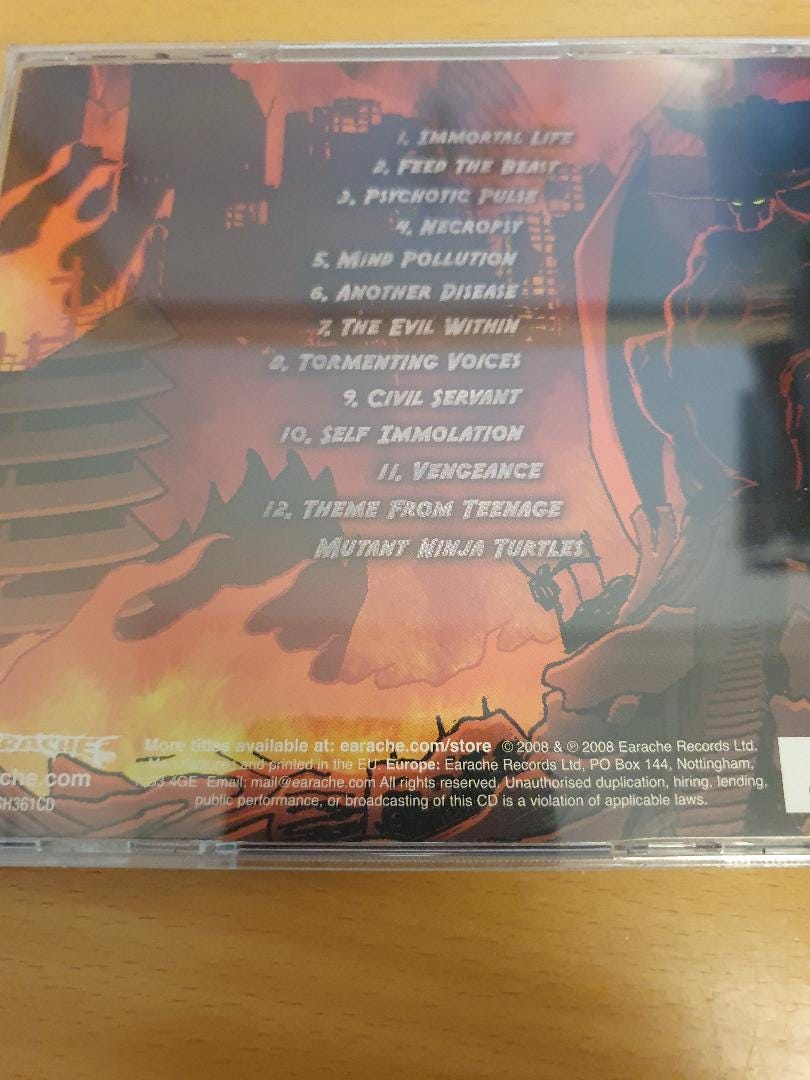 1. Immortal Life
2. Feed The Beast
3. Psychotic Pulse
4. Necropsy
5. Mind Pollution
6. Another Disease
7. The Evil Within
8. Tormenting Voices
9. Civil Servant
10. Self Immolation
11. Vengeance
12. Theme From Teenage
Mutant Ninja Turtles
More titles available at: earache.com/store © 2008 & ℗ 2008 Earache Records Ltd.
and printed in the EU. Europe: Earache Records Ltd, PO Box 144, Nottingham,
4GE Email: mail@earache.com All rights reserved. Unauthorised duplication, hiring, lending,
public performance, or broadcasting of this CD is a violation of applicable laws.
che.com
SH361CD